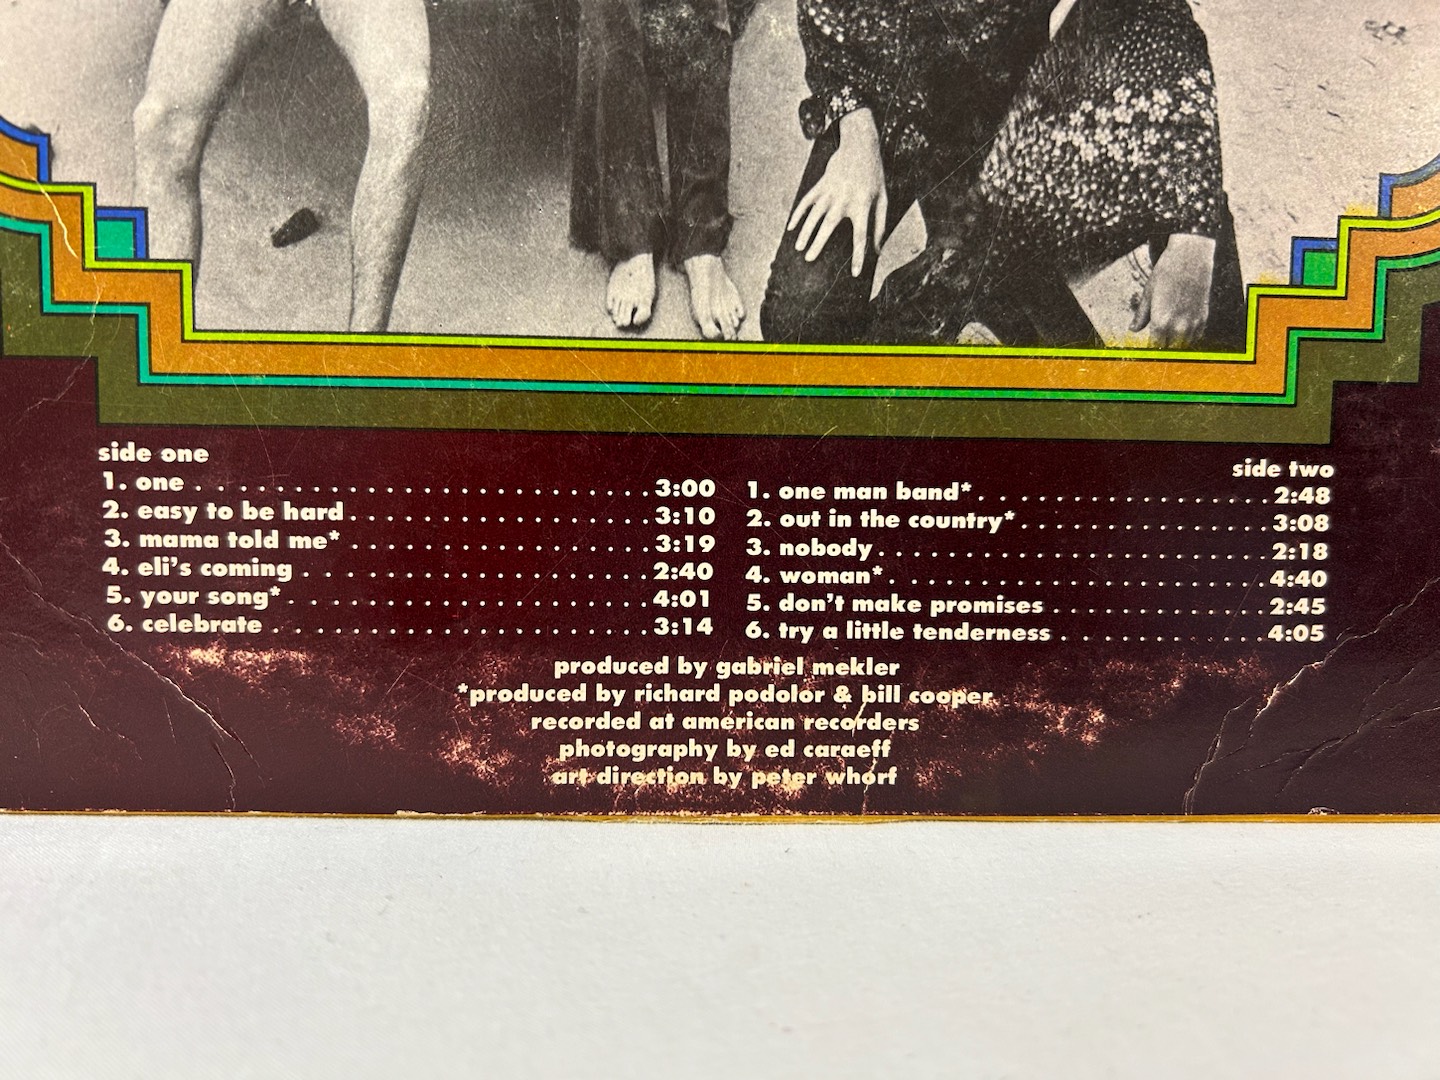 side one
1. one . . . . . . . . . . . . . . . . . . . . . . . . . . . . . 3:00
2. easy to be hard . . . . . . . . . . . . . . . . . . . 3:10
3. mama told me* . . . . . . . . . . . . . . . . . . . 3:19
4. eli's coming . . . . . . . . . . . . . . . . . . . . . . 2:40
5. your song* . . . . . . . . . . . . . . . . . . . . . . . 4:01
6. celebrate . . . . . . . . . . . . . . . . . . . . . . . . 3:14
side two
1. one man band* . . . . . . . . . . . . . . . . . . 2:48
2. out in the country* . . . . . . . . . . . . . . . . 3:08
3. nobody . . . . . . . . . . . . . . . . . . . . . . . . . 2:18
4. woman* . . . . . . . . . . . . . . . . . . . . . . . . 4:40
5. don't make promises . . . . . . . . . . . . . . 2:45
6. try a little tenderness . . . . . . . . . . . . . 4:05
produced by gabriel mekler
*produced by richard podolor & bill cooper
recorded at american recorders
photography by ed caraeff
art direction by peter whorf